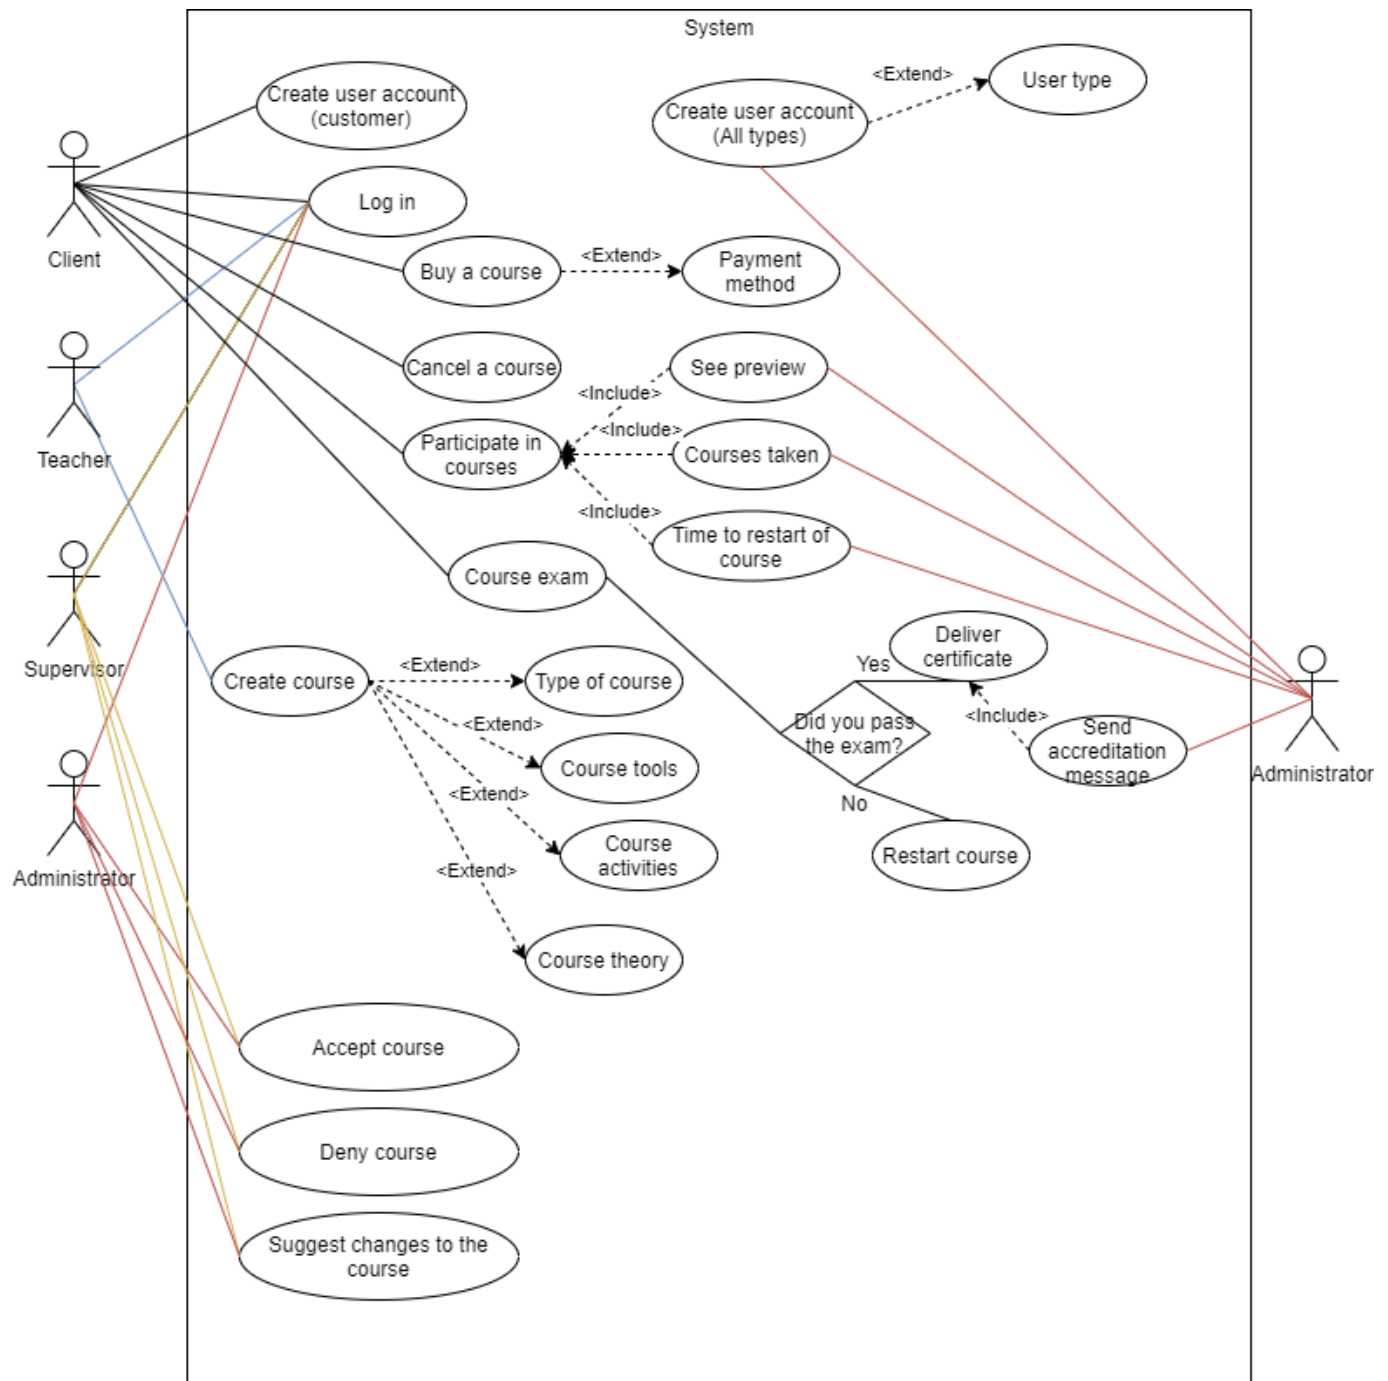 System
Create user account
(customer)
Create user account
(All types)
<Extend>
User type
Client
Log in
Buy a course
<Extend>
Payment
method
Teacher
Cancel a course
See preview
<Include>
Participate in
courses
<Include>
Courses taken
<Include>
Time to restart of
course
Supervisor
Course exam
Create course
<Extend>
Type of course
<Extend>
Course tools
<Extend>
Course
activities
<Extend>
Course theory
Yes
Deliver
certificate
Did you pass
the exam?
<Include>
Send
accreditation
message
No
Restart course
Administrator
Administrator
Accept course
Deny course
Suggest changes to the
course